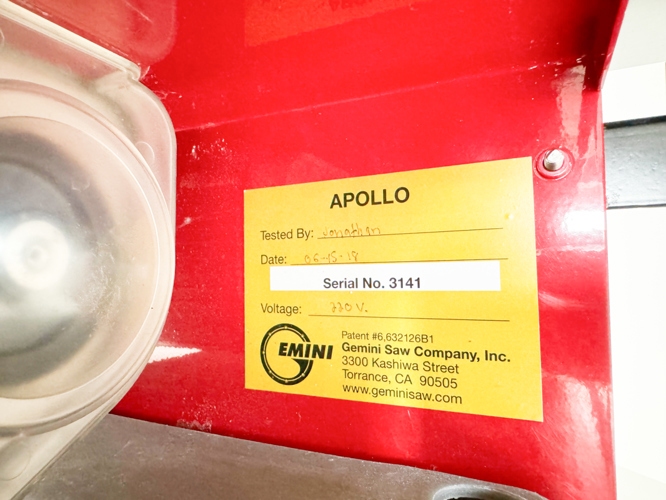 APOLLO
Tested By: Jonathan
Date: 06-15-18
Serial No. 3141
Voltage: 220 V.
GEMINI
Patent #6,632126B1
Gemini Saw Company, Inc.
3300 Kashiwa Street
Torrance, CA 90505
www.geminisaw.com